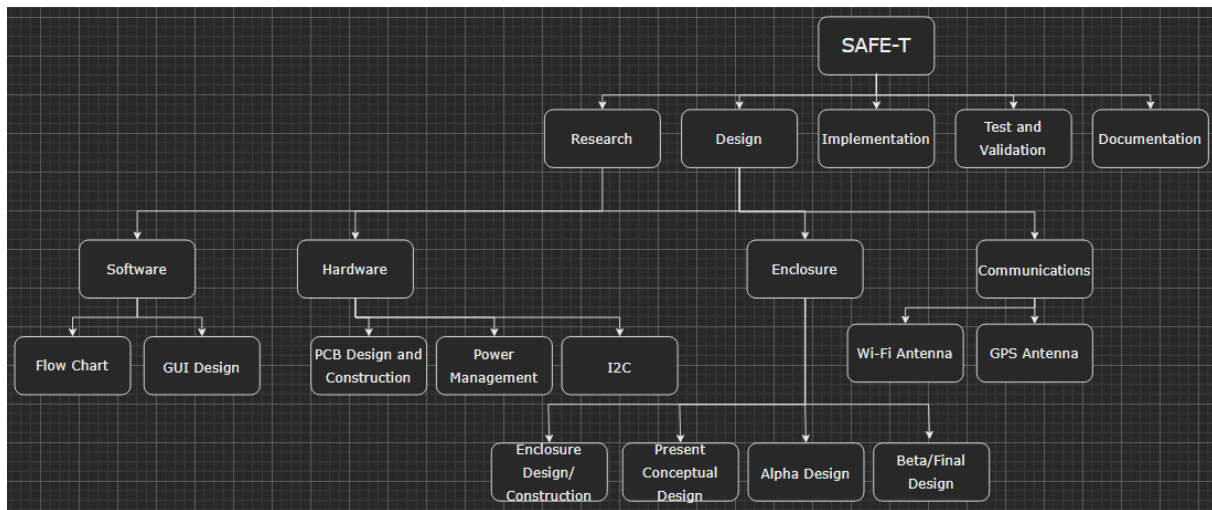 SAFE-T
Research
Design
Implementation
Test and
Validation
Documentation
Software
Hardware
Enclosure
Communications
Flow Chart
GUI Design
PCB Design and
Construction
Power
Management
I2C
Wi-Fi Antenna
GPS Antenna
Enclosure
Design/
Construction
Present
Conceptual
Design
Alpha Design
Beta/Final
Design